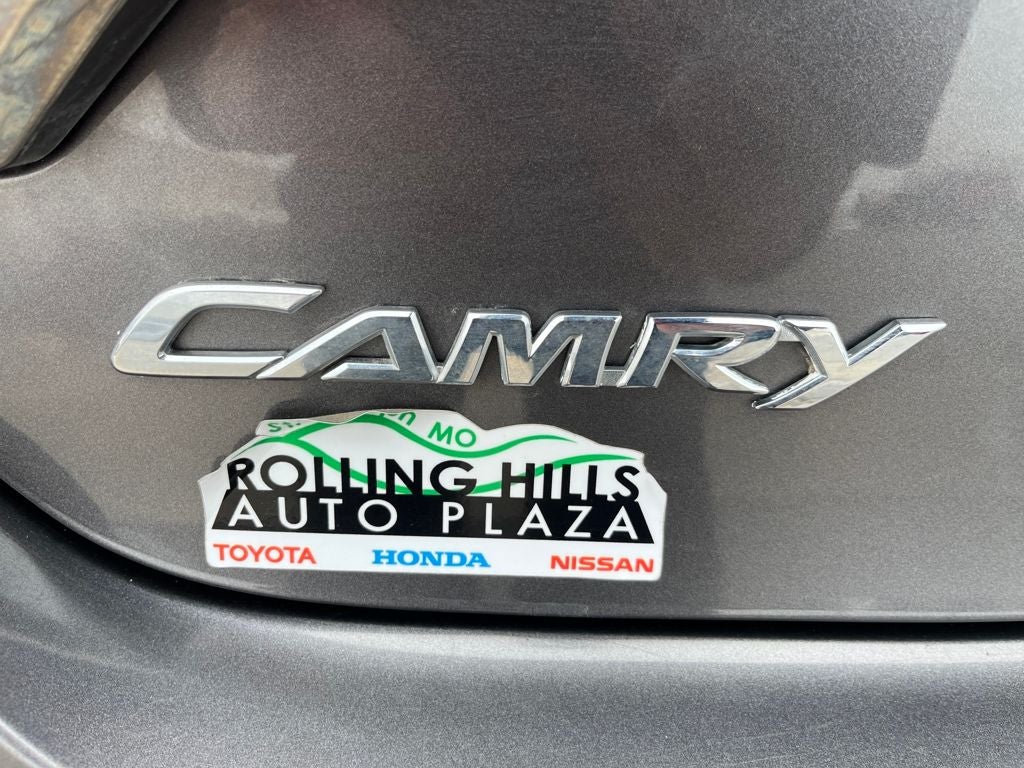 CAMRY
MO
ROLLING HILLS
AUTO PLAZA
TOYOTA HONDA NISSAN